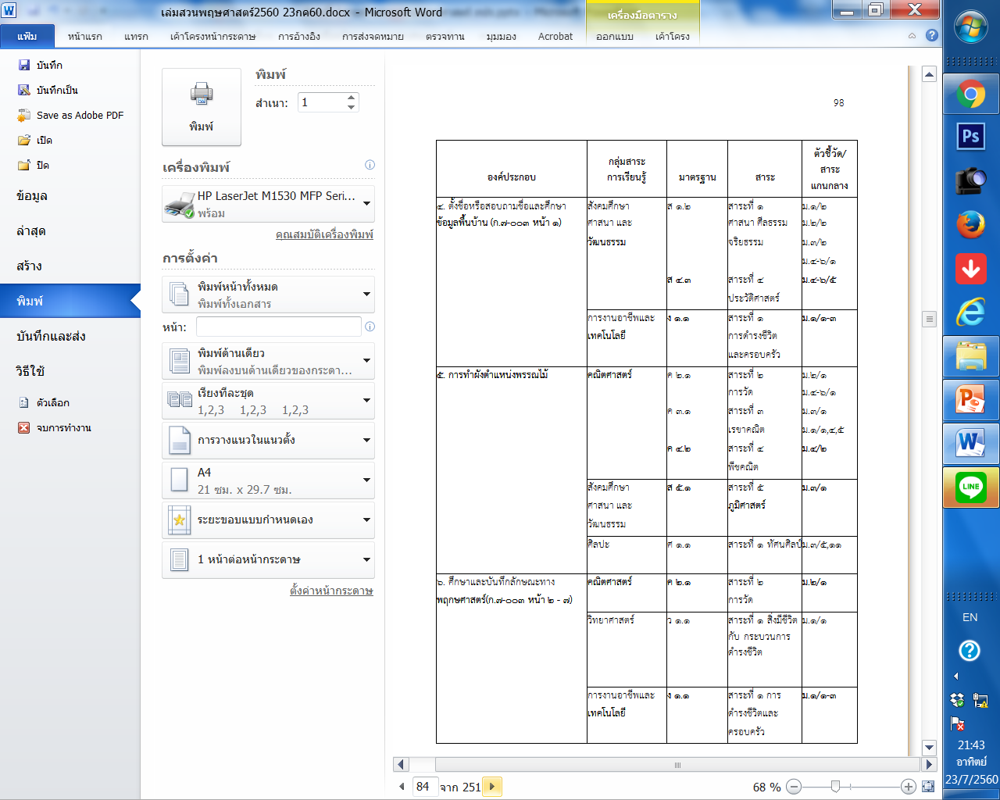 เล่มสวนพฤษศาสตร์2560 23กค60.docx - Microsoft Word
เครื่องมือตาราง
แฟ้ม หน้าแรก แทรก เค้าโครงหน้ากระดาษ การอ้างอิง การส่งจดหมาย ตรวจทาน มุมมอง Acrobat ออกแบบ เค้าโครง
บันทึก
บันทึกเป็น
Save as Adobe PDF
เปิด
ปิด
ข้อมูล
ล่าสุด
สร้าง
พิมพ์
บันทึกและส่ง
วิธีใช้
ตัวเลือก
จบการทำงาน
พิมพ์
พิมพ์
สำเนา: 1
เครื่องพิมพ์
HP LaserJet M1530 MFP Seri...
พร้อม
คุณสมบัติเครื่องพิมพ์
การตั้งค่า
พิมพ์หน้าทั้งหมด
พิมพ์ทั้งเอกสาร
หน้า:
พิมพ์ด้านเดียว
พิมพ์ลงบนด้านเดียวของกระดา...
เรียงทีละชุด
1,2,3 1,2,3 1,2,3
การวางแนวในแนวตั้ง
A4
21 ซม. x 29.7 ซม.
ระยะขอบแบบกำหนดเอง
1 หน้าต่อหน้ากระดาษ
ตั้งค่าหน้ากระดาษ
98
องค์ประกอบ
กลุ่มสาระ
การเรียนรู้
มาตรฐาน
สาระ
ตัวชี้วัด/
สาระ
แกนกลาง
๔. ตั้งชื่อหรือสอบถามชื่อและศึกษา
ข้อมูลพื้นบ้าน (ก.๗-๐๐๓ หน้า ๑)
สังคมศึกษา
ศาสนา และ
วัฒนธรรม
ส ๑.๒
ส ๔.๓
สาระที่ ๑
ศาสนา ศีลธรรม
จริยธรรม
สาระที่ ๔
ประวัติศาสตร์
ม.๑/๒
ม.๒/๒
ม.๓/๒
ม.๔-๖/๑
ม.๔-๖/๕
การงานอาชีพและ
เทคโนโลยี
ง ๑.๑
สาระที่ ๑
การดำรงชีวิต
และครอบครัว
ม.๑/๑-๓
๕. การทำผังตำแหน่งพรรณไม้
คณิตศาสตร์
ค ๒.๑
ค ๓.๑
ค ๔.๒
สาระที่ ๒
การวัด
สาระที่ ๓
เรขาคณิต
สาระที่ ๔
พีชคณิต
ม.๒/๑
ม.๔-๖/๑
ม.๓/๑
ม.๑/๑,๔,๕
ม.๔/๒
สังคมศึกษา
ศาสนา และ
วัฒนธรรม
ส ๕.๑
สาระที่ ๕
ภูมิศาสตร์
ม.๓/๑
ศิลปะ
ศ ๑.๑
สาระที่ ๑ ทัศนศิลป์
ม.๓/๕,๑๑
๖. ศึกษาและบันทึกลักษณะทาง
พฤกษศาสตร์(ก.๗-๐๐๓ หน้า ๒ - ๗)
คณิตศาสตร์
ค ๒.๑
สาระที่ ๒
การวัด
ม.๒/๑
วิทยาศาสตร์
ว ๑.๑
สาระที่ ๑ สิ่งมีชีวิต
กับ กระบวนการ
ดำรงชีวิต
ม.๑/๑
การงานอาชีพและ
เทคโนโลยี
ง ๑.๑
สาระที่ ๑ การ
ดำรงชีวิตและ
ครอบครัว
ม.๑/๑-๓
84 จาก 251
68 %
Ps
LINE
EN
21:43
อาทิตย์
23/7/2560